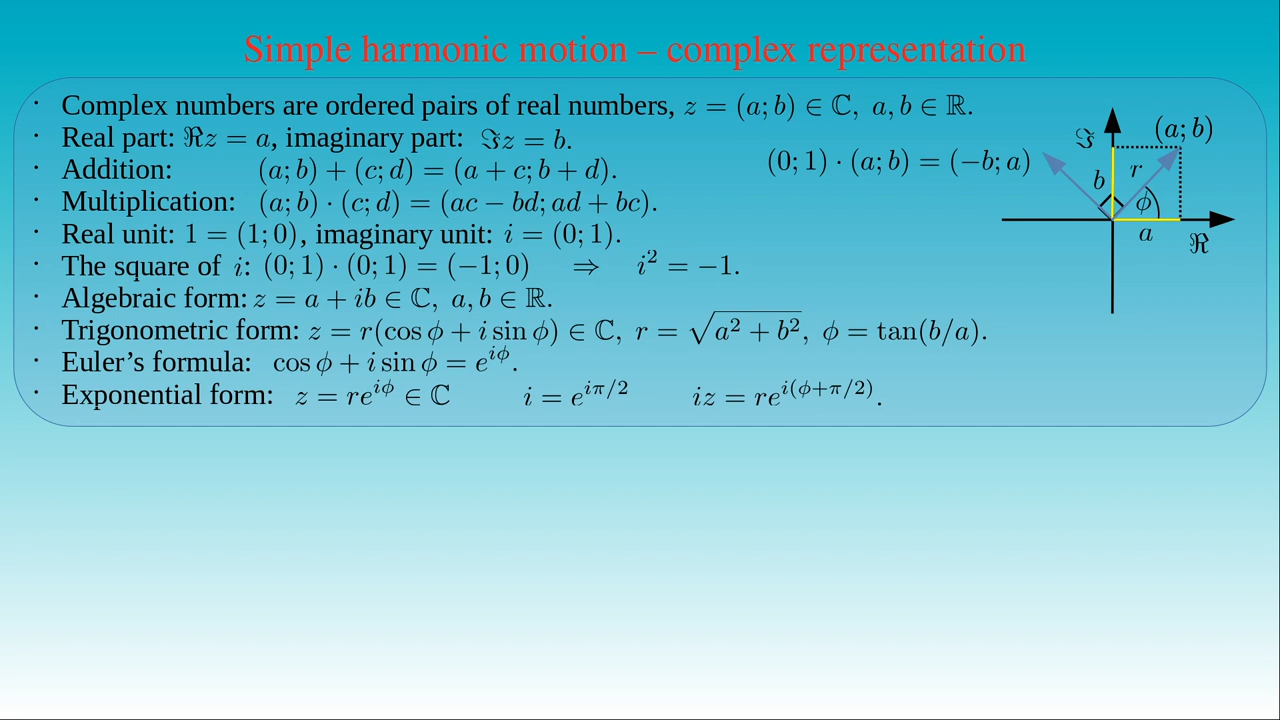 Simple harmonic motion – complex representation
· Complex numbers are ordered pairs of real numbers, z = (a; b) ∈ ℂ, a, b ∈ ℝ.
· Real part: ℜz = a, imaginary part: ℑz = b.
· Addition: (a; b) + (c; d) = (a + c; b + d).
(0; 1) · (a; b) = (−b; a)
· Multiplication: (a; b) · (c; d) = (ac − bd; ad + bc).
· Real unit: 1 = (1; 0), imaginary unit: i = (0; 1).
· The square of i: (0; 1) · (0; 1) = (−1; 0) ⇒ i² = −1.
· Algebraic form: z = a + ib ∈ ℂ, a, b ∈ ℝ.
· Trigonometric form: z = r(cos ϕ + i sin ϕ) ∈ ℂ, r = √(a² + b²), ϕ = tan(b/a).
· Euler’s formula: cos ϕ + i sin ϕ = e^{iϕ}.
· Exponential form: z = re^{iϕ} ∈ ℂ i = e^{iπ/2} iz = re^{i(ϕ+π/2)}.
ℑ
(a; b)
b
r
ϕ
a
ℜ